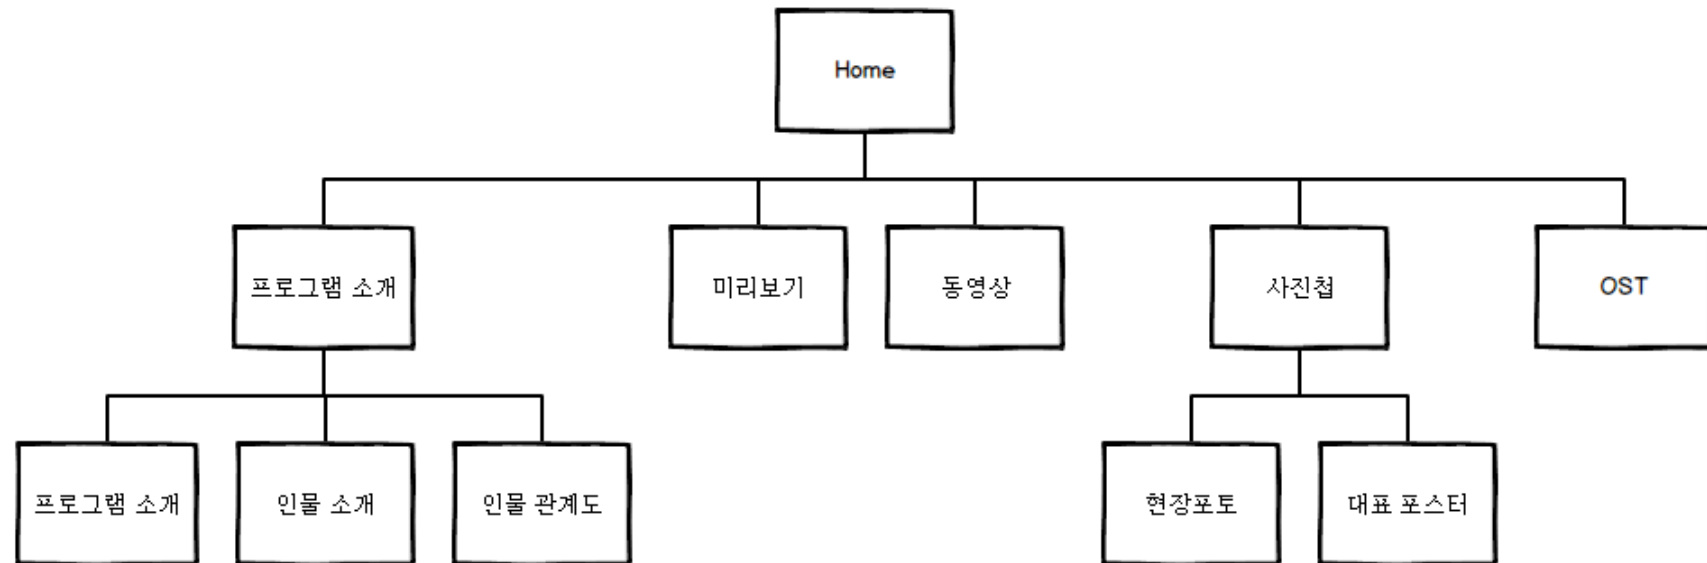 Home
프로그램 소개
미리보기
동영상
사진첩
OST
프로그램 소개
인물 소개
인물 관계도
현장포토
대표 포스터